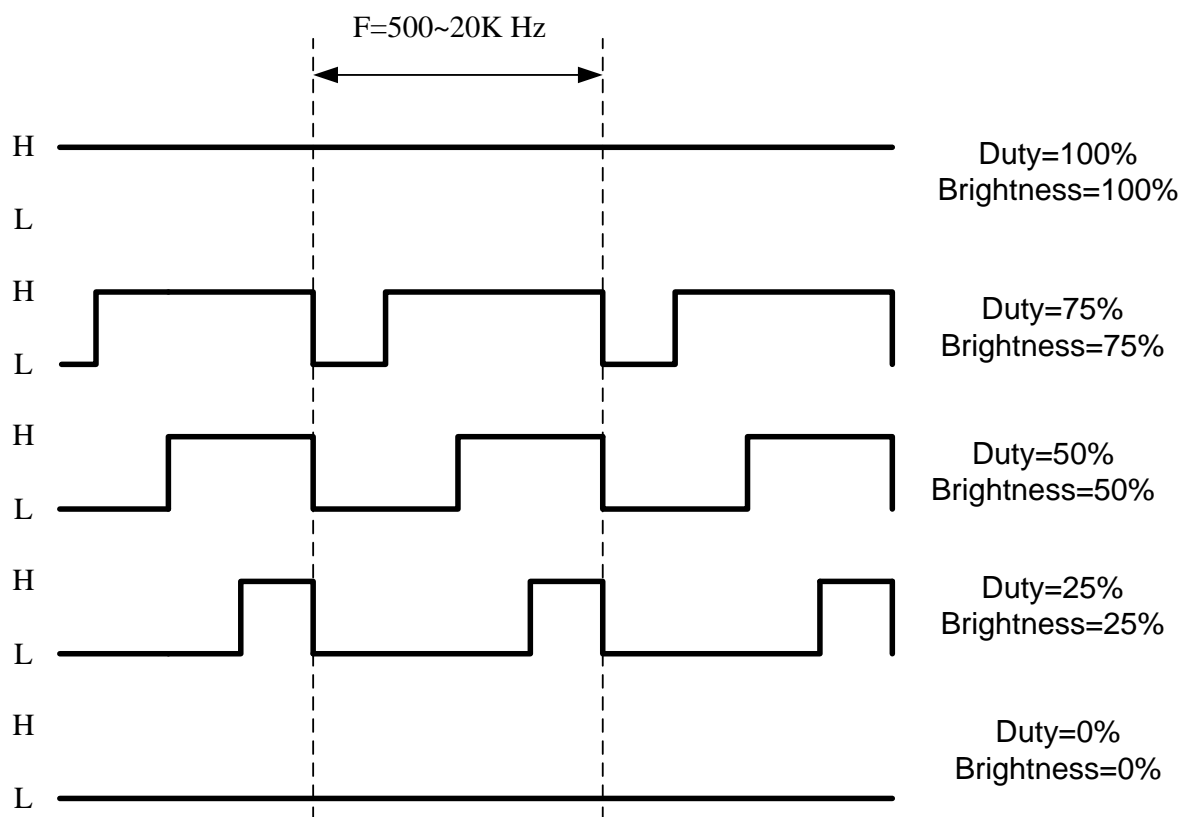 F=500~20K Hz
H
L
Duty=100%
Brightness=100%
H
L
Duty=75%
Brightness=75%
H
L
Duty=50%
Brightness=50%
H
L
Duty=25%
Brightness=25%
H
L
Duty=0%
Brightness=0%